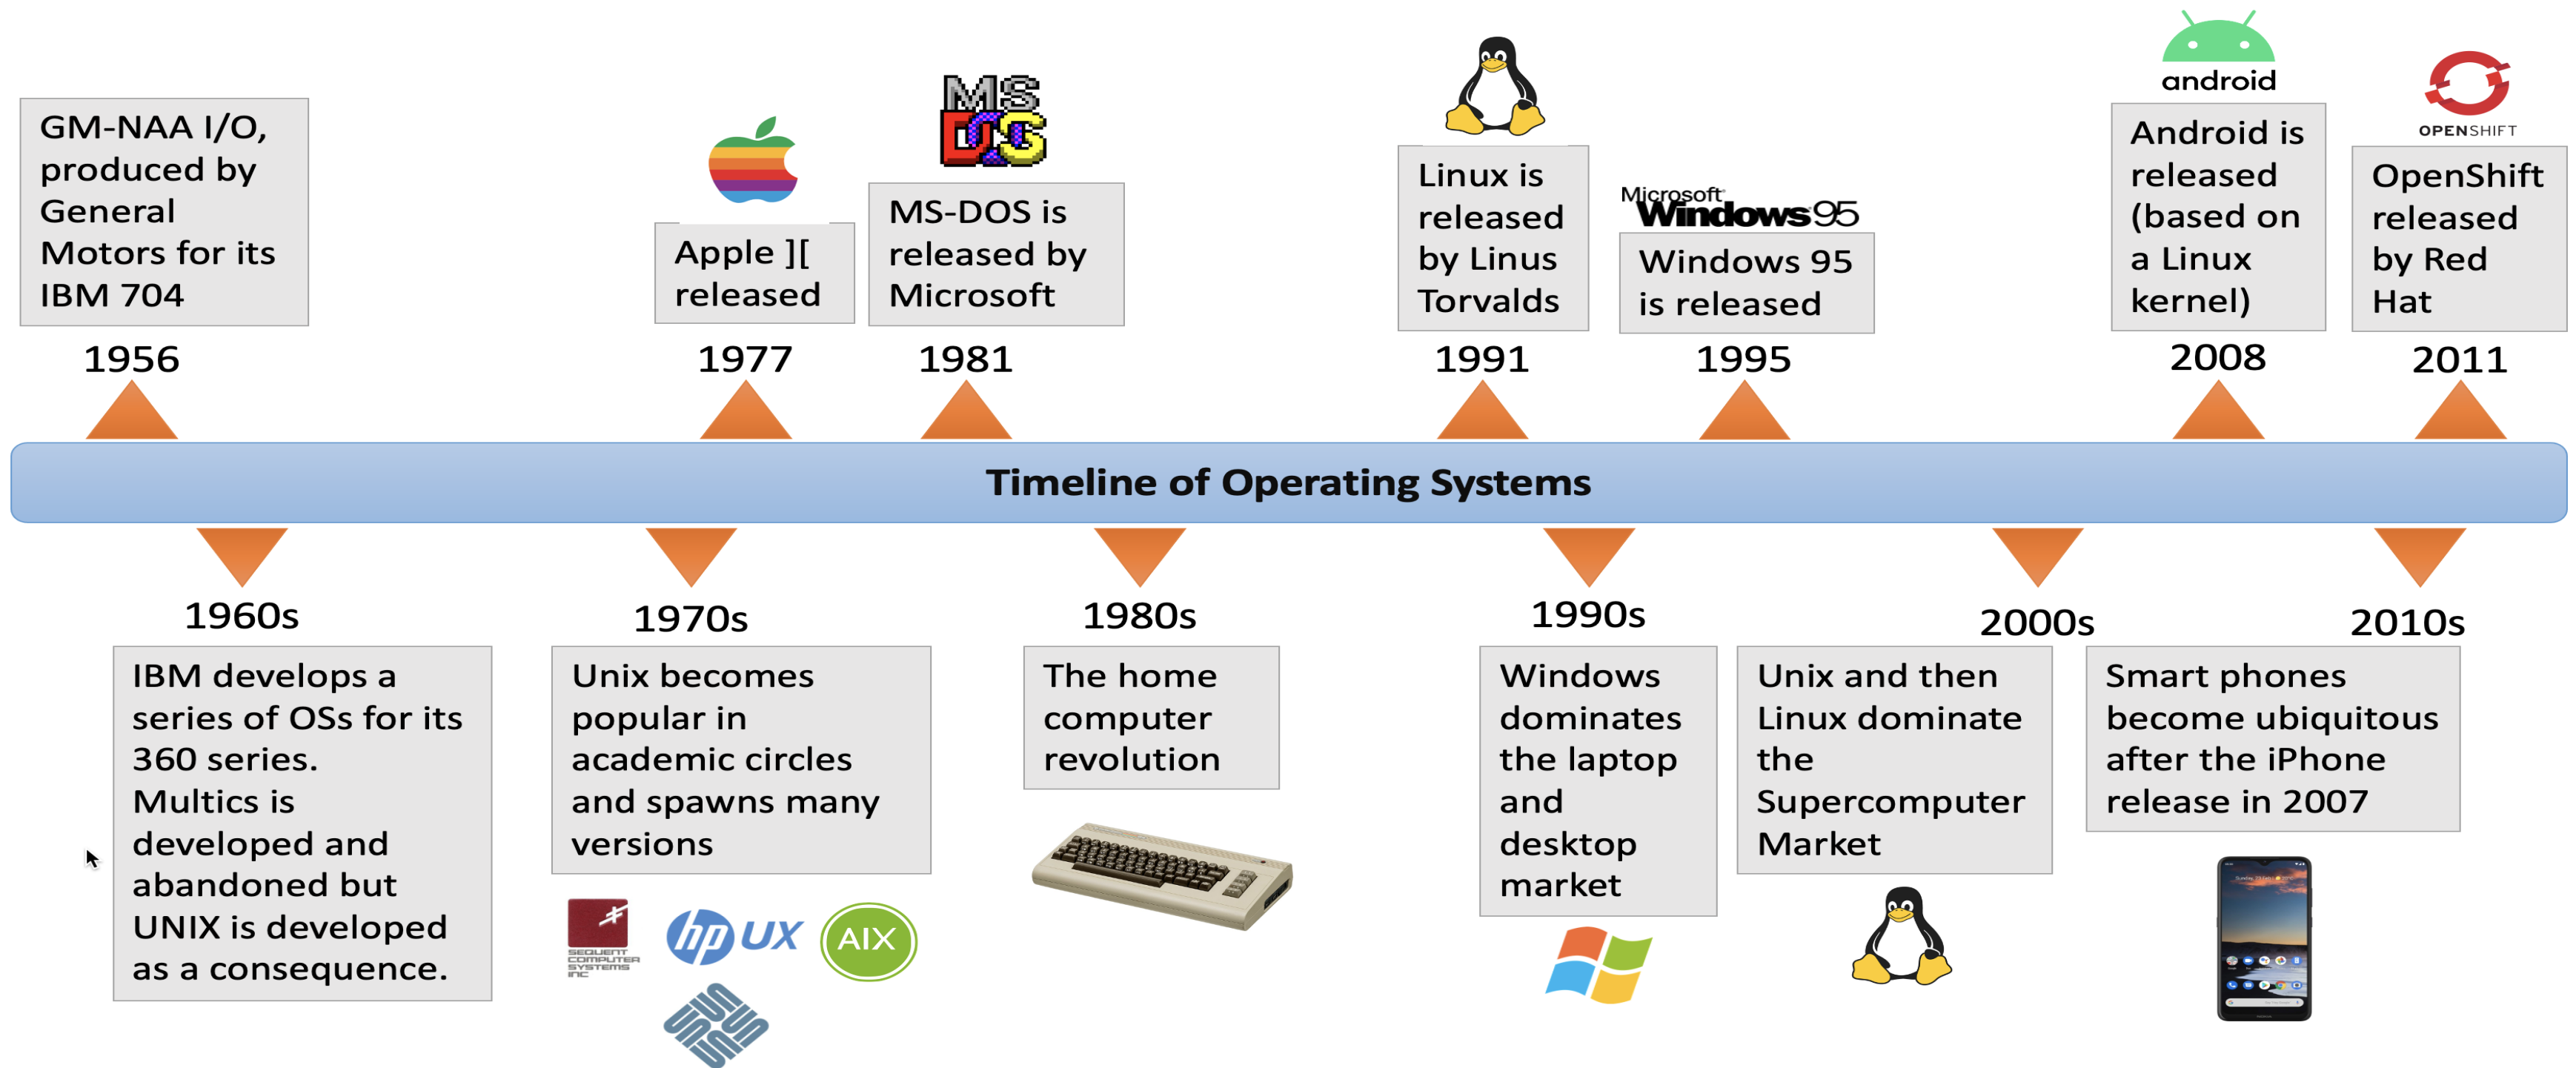 GM-NAA I/O,
produced by
General
Motors for its
IBM 704
1956
Apple ][
released
1977
MS
DOS
MS-DOS is
released by
Microsoft
1981
Linux is
released
by Linus
Torvalds
1991
Microsoft
Windows 95
Windows 95
is released
1995
android
Android is
released
(based on
a Linux
kernel)
2008
OPENSHIFT
OpenShift
released
by Red
Hat
2011
Timeline of Operating Systems
1960s
IBM develops a
series of OSs for its
360 series.
Multics is
developed and
abandoned but
UNIX is developed
as a consequence.
1970s
Unix becomes
popular in
academic circles
and spawns many
versions
SEQUENT
COMPUTER
SYSTEMS
INC
hp UX
AIX
1980s
The home
computer
revolution
1990s
Windows
dominates
the laptop
and
desktop
market
2000s
Unix and then
Linux dominate
the
Supercomputer
Market
2010s
Smart phones
become ubiquitous
after the iPhone
release in 2007